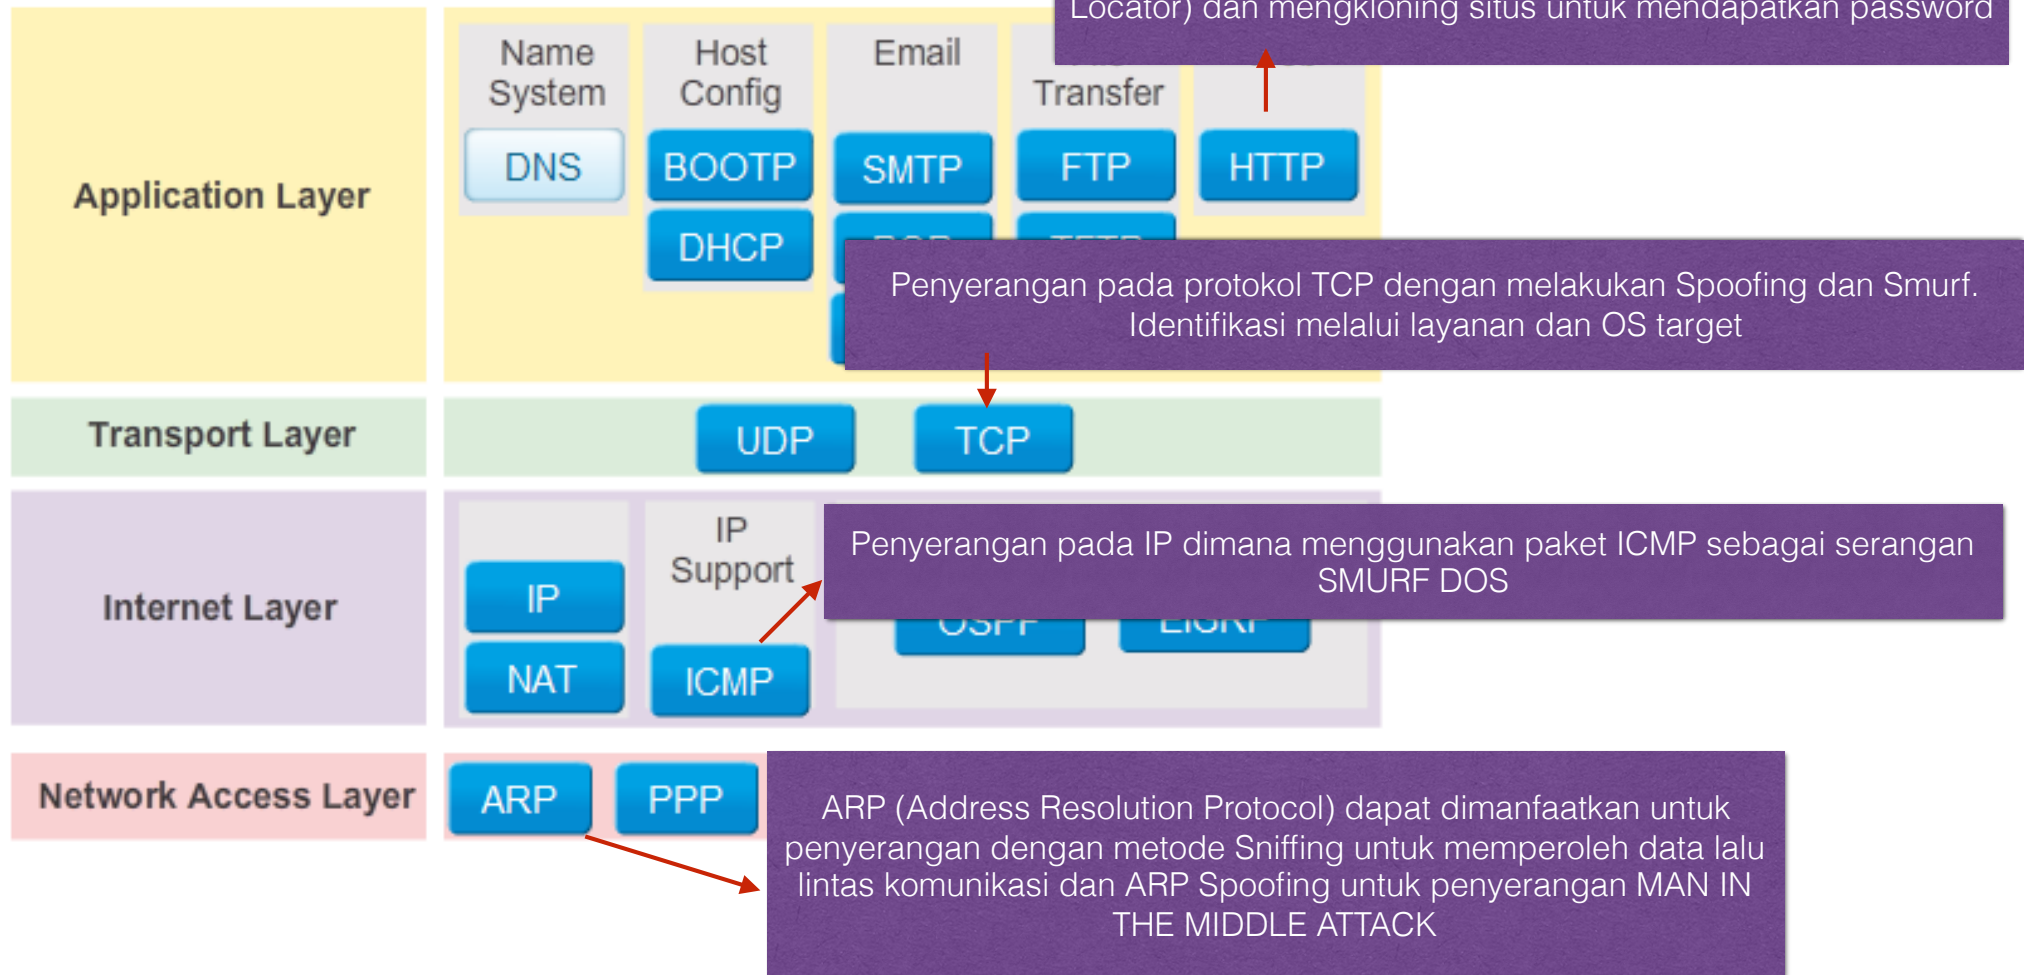 Locator) dan mengkloning situs untuk mendapatkan password
Name
System
Host
Config
Email
Transfer
DNS
BOOTP
SMTP
FTP
HTTP
Application Layer
DHCP
Penyerangan pada protokol TCP dengan melakukan Spoofing dan Smurf.
Identifikasi melalui layanan dan OS target
Transport Layer
UDP
TCP
IP
Support
Penyerangan pada IP dimana menggunakan paket ICMP sebagai serangan
SMURF DOS
Internet Layer
IP
OSPF
EIGRP
NAT
ICMP
Network Access Layer
ARP
PPP
ARP (Address Resolution Protocol) dapat dimanfaatkan untuk
penyerangan dengan metode Sniffing untuk memperoleh data lalu
lintas komunikasi dan ARP Spoofing untuk penyerangan MAN IN
THE MIDDLE ATTACK